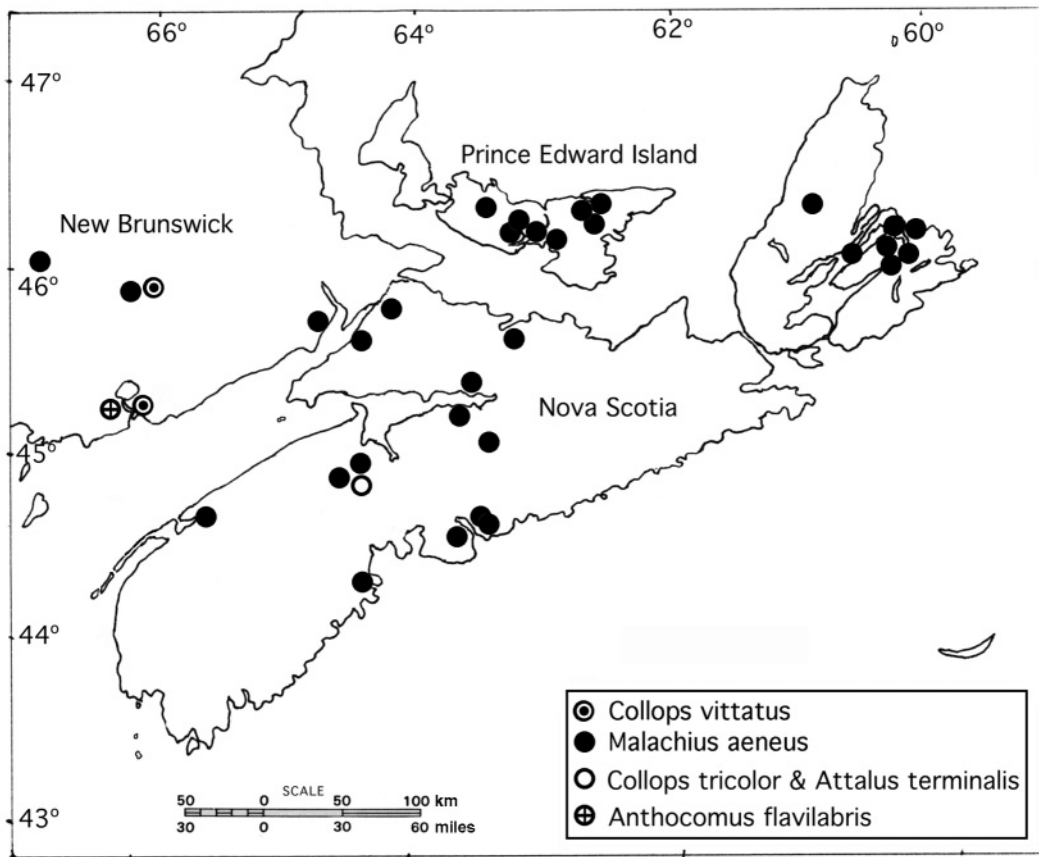 66° 64° 62° 60°
47°
Prince Edward Island
New Brunswick
46°
Nova Scotia
45°
44°
Collops vittatus
Malachius aeneus
Collops tricolor & Attalus terminalis
Anthocomus flavilabris
SCALE
50 0 50 100 km
30 0 30 60 miles
43°